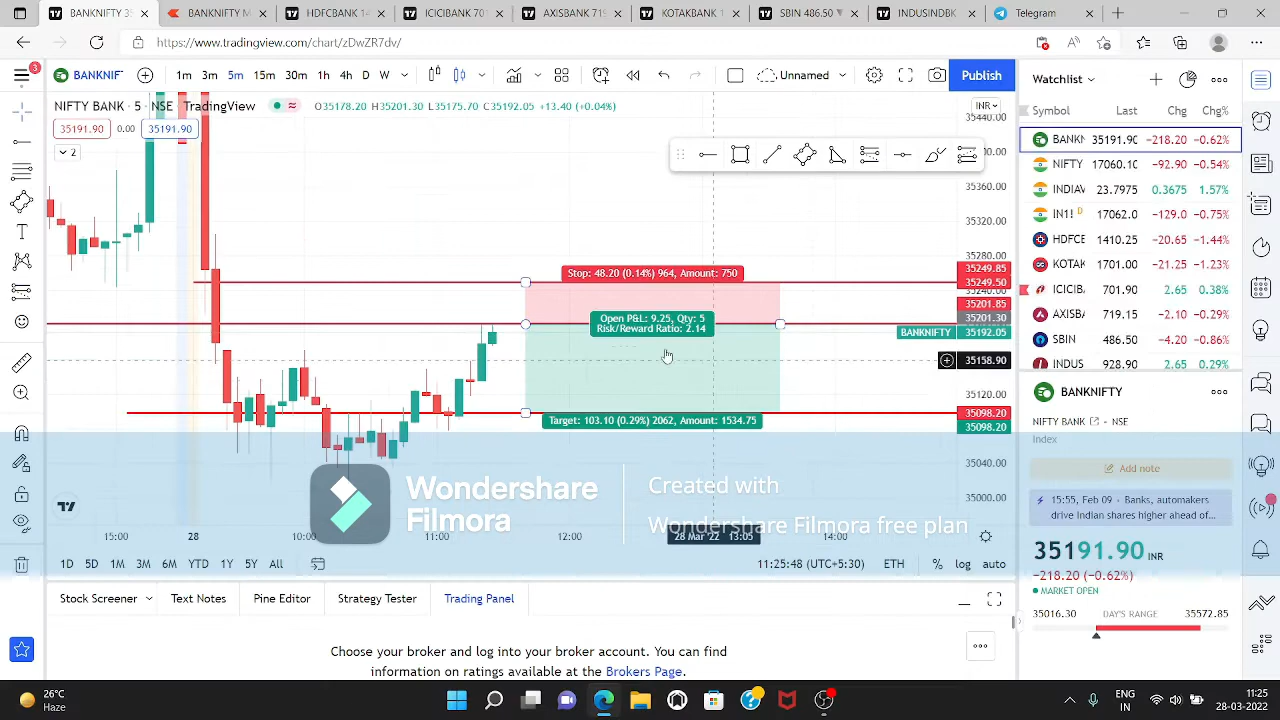 BANKNIFTY 35
BANKNIFTY M
HDFCBANK 14
ICICIBANK 7
AXISBANK 71
KOTAKBANK 1
SBIN 486.50
INDUSINDBK
Telegram
https://www.tradingview.com/chart/zDwZR7dv/
3
BANKNIF
1m 3m 5m 15m 30m 1h 4h D W
Unnamed
Publish
NIFTY BANK · 5 · NSE TradingView
O35178.20 H35201.30 L35175.70 C35192.05 +13.40 (+0.04%)
35191.90 0.00 35191.90
2
INR
35440.00
35360.00
35320.00
35280.00
35249.85
35249.50
35240.00
35201.85
35201.30
BANKNIFTY 35192.05
35158.90
35120.00
35098.20
35098.20
35040.00
35000.00
Stop: 48.20 (0.14%) 964, Amount: 750
Open P&L: 9.25, Qty: 5
Risk/Reward Ratio: 2.14
Target: 103.10 (0.29%) 2062, Amount: 1534.75
Wondershare
Filmora
Created with
Wondershare Filmora free plan
15:00 28 10:00 11:00 12:00 28 Mar '22 13:05 14:00
1D 5D 1M 3M 6M YTD 1Y 5Y All
11:25:48 (UTC+5:30) ETH % log auto
Stock Screener Text Notes Pine Editor Strategy Tester Trading Panel
Choose your broker and log into your broker account. You can find
information on ratings available at the Brokers Page.
Watchlist
Symbol Last Chg Chg%
BANKN 35191.90 −218.20 −0.62%
NIFTY 17060.10 −92.90 −0.54%
INDIAV 23.7975 0.3675 1.57%
IN1! D 17062.0 −129.0 −0.75%
HDFCB 1410.25 −20.65 −1.44%
KOTAK 1701.00 −21.25 −1.23%
ICICIB 701.90 2.65 0.38%
AXISB 719.00 −2.10 −0.29%
SBIN 486.50 −4.20 −0.86%
INDUS 928.90 2.65 0.29%
BANKNIFTY
NIFTY BANK · NSE
Index
Add note
15:55, Feb 09 · Banks, automakers
drive Indian shares higher ahead of...
35191.90 INR
−218.20 (−0.62%)
MARKET OPEN
35016.30 DAY'S RANGE 35572.85
26°C
Haze
ENG
IN
11:25
28-03-2022